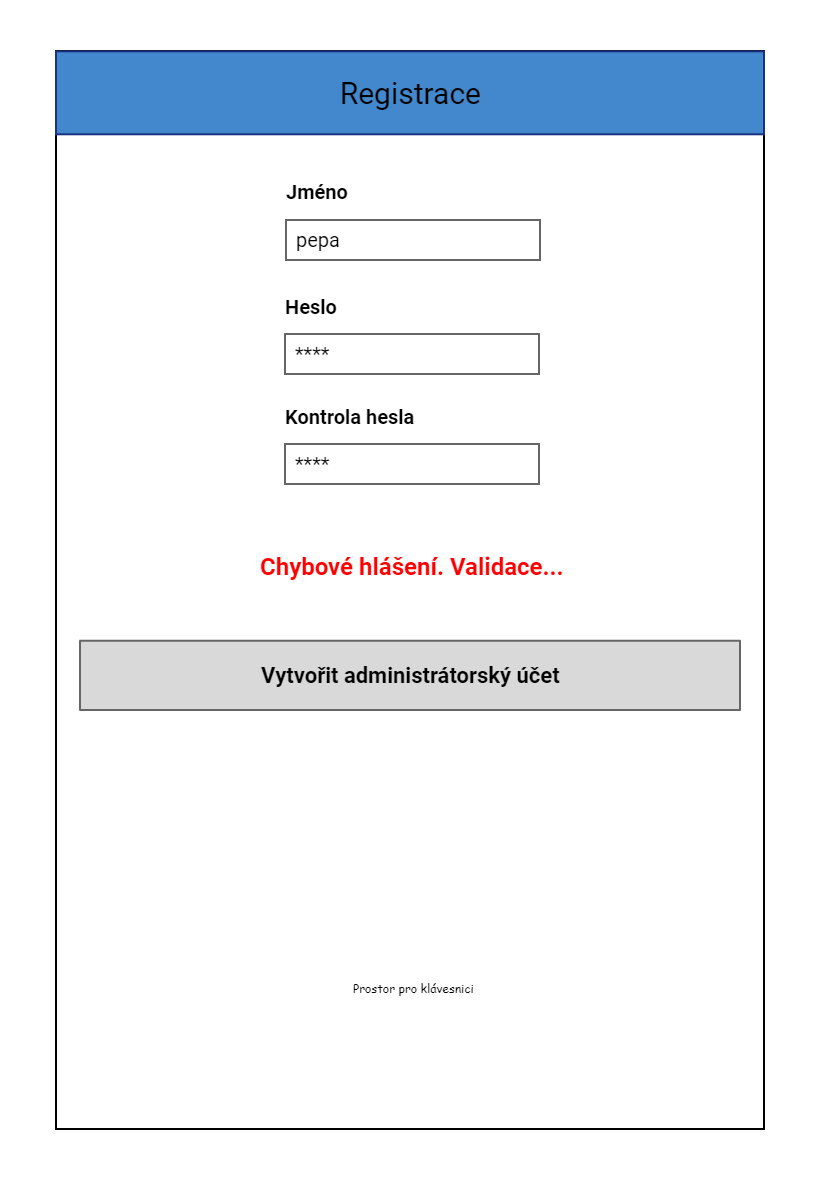 Registrace
Jméno
pepa
Heslo
****
Kontrola hesla
****
Chybové hlášení. Validace...
Vytvořit administrátorský účet
Prostor pro klávesnici